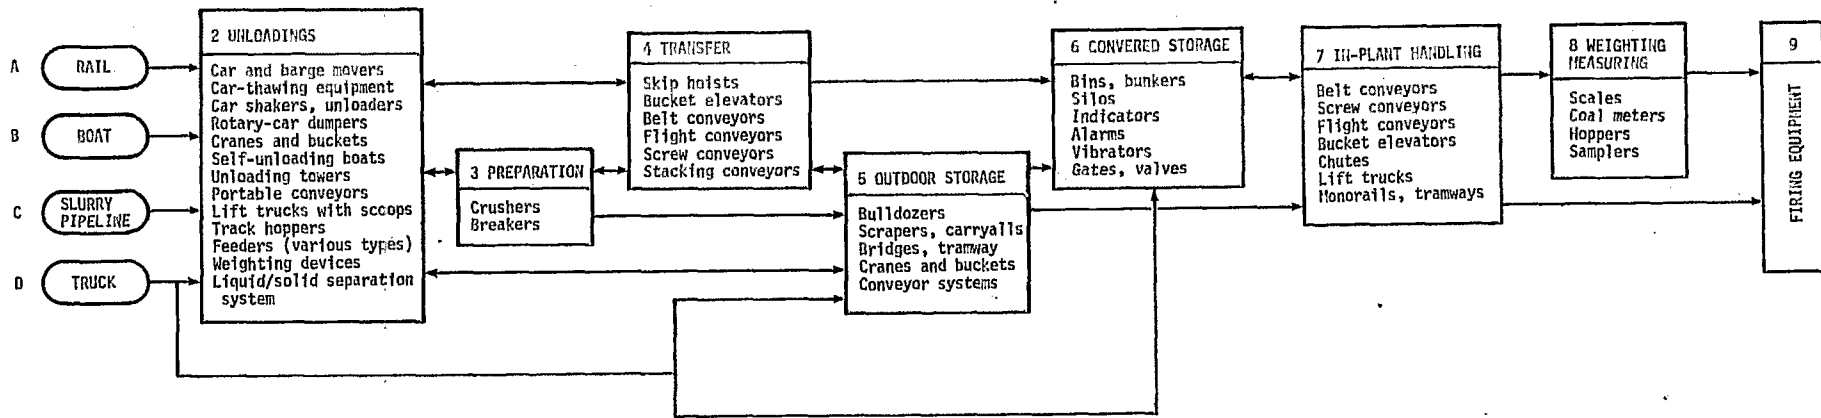 A
RAIL
B
BOAT
C
SLURRY
PIPELINE
D
TRUCK
2 UNLOADINGS
Car and barge movers
Car-thawing equipment
Car shakers, unloaders
Rotary-car dumpers
Cranes and buckets
Self-unloading boats
Unloading towers
Portable conveyors
Lift trucks with scoops
Track hoppers
Feeders (various types)
Weighting devices
Liquid/solid separation
system
3 PREPARATION
Crushers
Breakers
4 TRANSFER
Skip hoists
Bucket elevators
Belt conveyors
Flight conveyors
Screw conveyors
Stacking conveyors
5 OUTDOOR STORAGE
Bulldozers
Scrapers, carryalls
Bridges, tramway
Cranes and buckets
Conveyor systems
6 CONVERED STORAGE
Bins, bunkers
Silos
Indicators
Alarms
Vibrators
Gates, valves
7 IN-PLANT HANDLING
Belt conveyors
Screw conveyors
Flight conveyors
Bucket elevators
Chutes
Lift trucks
Monorails, tramways
8 WEIGHTING
MEASURING
Scales
Coal meters
Hoppers
Samplers
9
FIRING EQUIPMENT